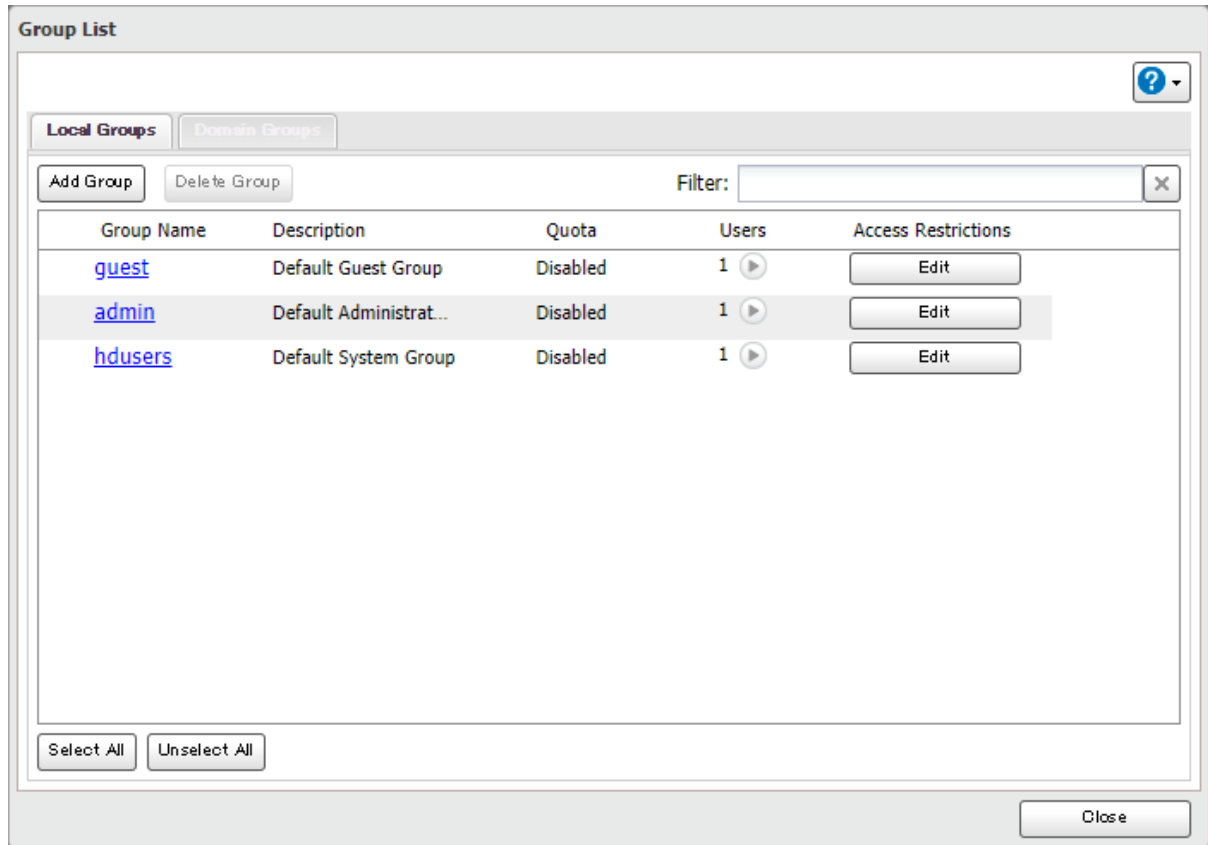 Group List
?
Local Groups Domain Groups
Add Group Delete Group Filter:
Group Name Description Quota Users Access Restrictions
guest Default Guest Group Disabled 1 Edit
admin Default Administrat... Disabled 1 Edit
hdusers Default System Group Disabled 1 Edit
Select All Unselect All
Close